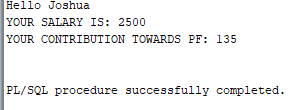 Hello Joshua
YOUR SALARY IS: 2500
YOUR CONTRIBUTION TOWARDS PF: 135
PL/SQL procedure successfully completed.